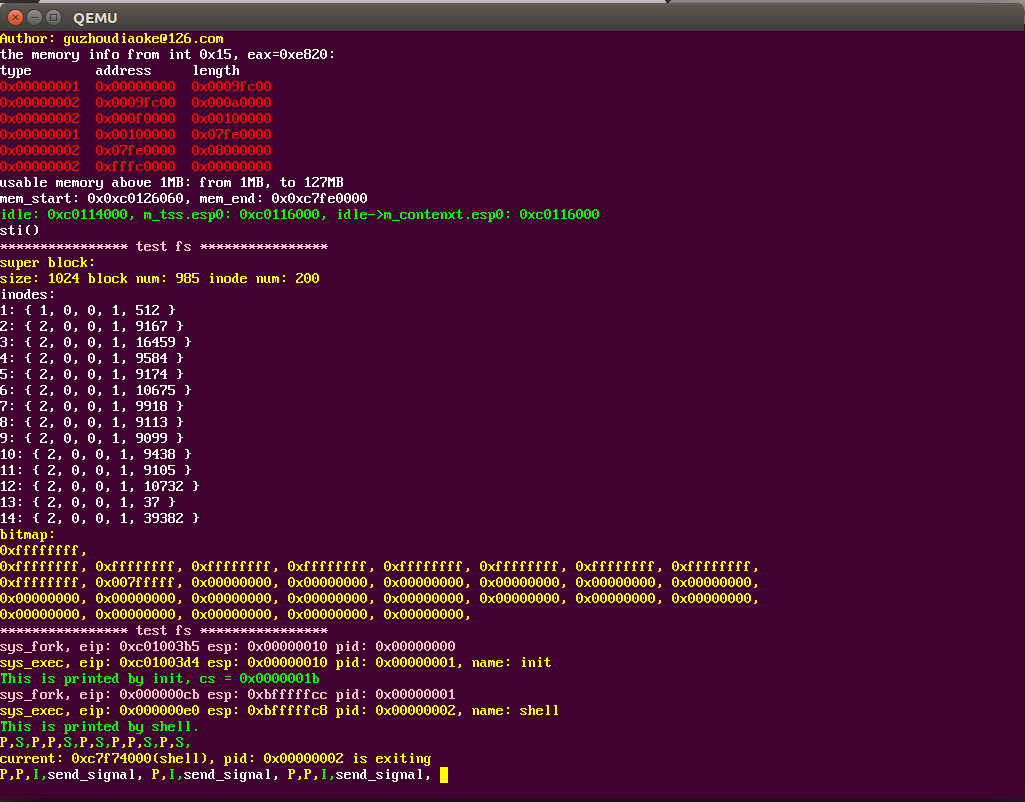 QEMU
Author: guzhoudiaoke@126.com
the memory info from int 0x15, eax=0xe820:
type address length
0x00000001 0x00000000 0x0009fc00
0x00000002 0x0009fc00 0x000a0000
0x00000002 0x000f0000 0x00100000
0x00000001 0x00100000 0x07fe0000
0x00000002 0x07fe0000 0x08000000
0x00000002 0xfffc0000 0x00000000
usable memory above 1MB: from 1MB, to 127MB
mem_start: 0x0xc0126060, mem_end: 0x0xc7fe0000
idle: 0xc0114000, m_tss.esp0: 0xc0116000, idle->m_contenxt.esp0: 0xc0116000
sti()
**************** test fs ****************
super block:
size: 1024 block num: 985 inode num: 200
inodes:
1: { 1, 0, 0, 1, 512 }
2: { 2, 0, 0, 1, 9167 }
3: { 2, 0, 0, 1, 16459 }
4: { 2, 0, 0, 1, 9584 }
5: { 2, 0, 0, 1, 9174 }
6: { 2, 0, 0, 1, 10675 }
7: { 2, 0, 0, 1, 9918 }
8: { 2, 0, 0, 1, 9113 }
9: { 2, 0, 0, 1, 9099 }
10: { 2, 0, 0, 1, 9438 }
11: { 2, 0, 0, 1, 9105 }
12: { 2, 0, 0, 1, 10732 }
13: { 2, 0, 0, 1, 37 }
14: { 2, 0, 0, 1, 39382 }
bitmap:
0xffffffff,
0xffffffff, 0xffffffff, 0xffffffff, 0xffffffff, 0xffffffff, 0xffffffff, 0xffffffff, 0xffffffff,
0xffffffff, 0x007fffff, 0x00000000, 0x00000000, 0x00000000, 0x00000000, 0x00000000, 0x00000000,
0x00000000, 0x00000000, 0x00000000, 0x00000000, 0x00000000, 0x00000000, 0x00000000, 0x00000000,
0x00000000, 0x00000000, 0x00000000, 0x00000000, 0x00000000,
**************** test fs ****************
sys_fork, eip: 0xc01003b5 esp: 0x00000010 pid: 0x00000000
sys_exec, eip: 0xc01003d4 esp: 0x00000010 pid: 0x00000001, name: init
This is printed by init, cs = 0x0000001b
sys_fork, eip: 0x000000cb esp: 0xbfffffcc pid: 0x00000001
sys_exec, eip: 0x000000e0 esp: 0xbfffffc8 pid: 0x00000002, name: shell
This is printed by shell.
P,S,P,P,S,P,S,P,P,S,P,S,
current: 0xc7f74000(shell), pid: 0x00000002 is exiting
P,P,I,send_signal, P,I,send_signal, P,P,I,send_signal,